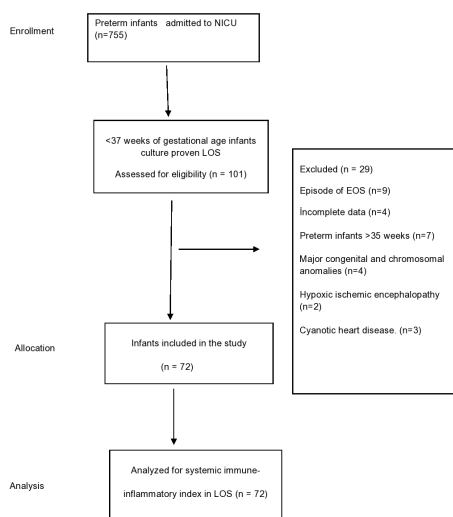 Enrollment
Preterm infants admitted to NICU
(n=755)
<37 weeks of gestational age infants
culture proven LOS
Assessed for eligibility (n = 101)
Excluded (n = 29)
Episode of EOS (n=9)
İncomplete data (n=4)
Preterm infants >35 weeks (n=7)
Major congenital and chromosomal
anomalies (n=4)
Hypoxic ischemic encephalopathy
(n=2)
Cyanotic heart disease. (n=3)
Allocation
Infants included in the study
(n = 72)
Analysis
Analyzed for systemic immune-
inflammatory index in LOS (n = 72)